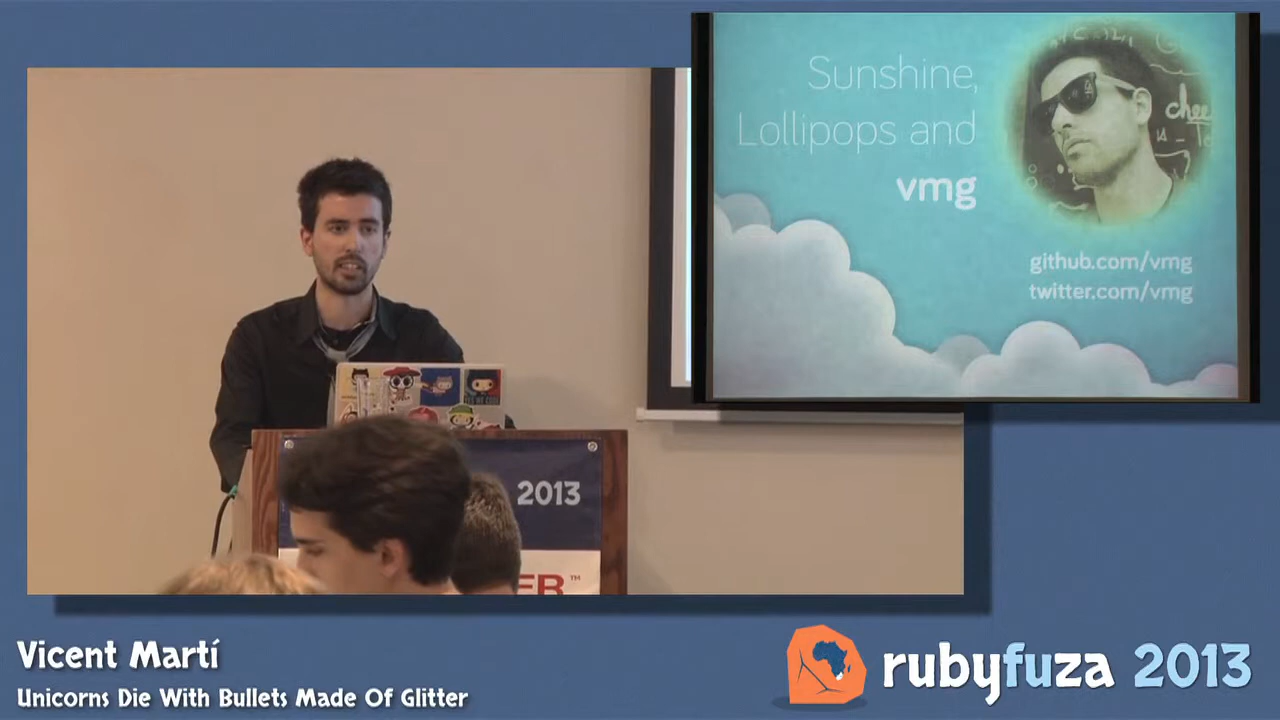 Sunshine,
Lollipops and
vmg
github.com/vmg
twitter.com/vmg
2013
ER™
Vicent Martí
Unicorns Die With Bullets Made Of Glitter
rubyfuza 2013